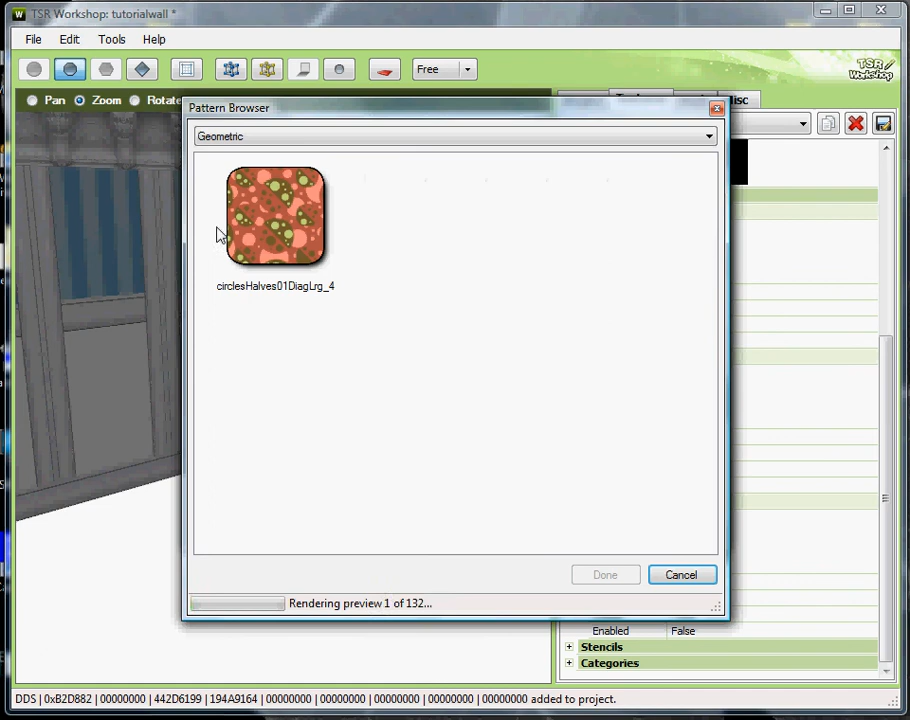 TSR Workshop: tutorialwall *
File Edit Tools Help
Free
TSR
Workshop
Pan Zoom Rotate
Misc
Pattern Browser
Geometric
circlesHalves01DiagLrg_4
Done Cancel
Rendering preview 1 of 132...
Enabled False
Stencils
Categories
DDS | 0xB2D882 | 00000000 | 442D6199 | 194A9164 | 00000000 | 00000000 | 00000000 | 00000000 | 00000000 added to project.